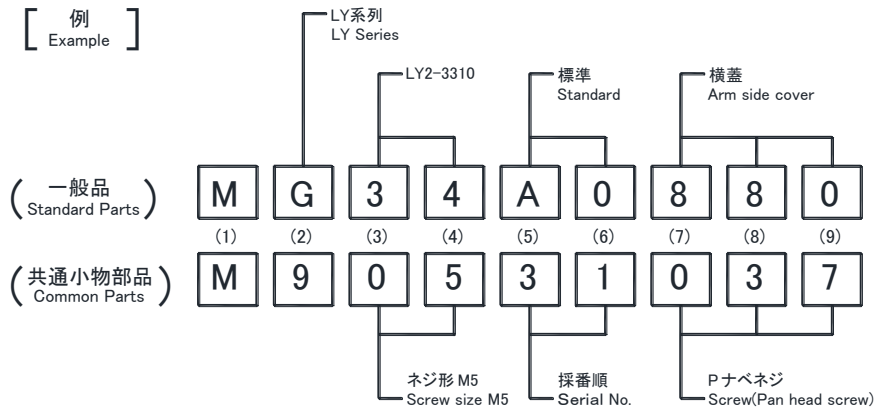 例
Example
LY系列
LY Series
LY2-3310
標準
Standard
横蓋
Arm side cover
一般品
Standard Parts
M G 3 4 A 0 8 8 0
(1) (2) (3) (4) (5) (6) (7) (8) (9)
共通小物部品
Common Parts
M 9 0 5 3 1 0 3 7
ネジ形 M5
Screw size M5
採番順
Serial No.
Pナベネジ
Screw(Pan head screw)